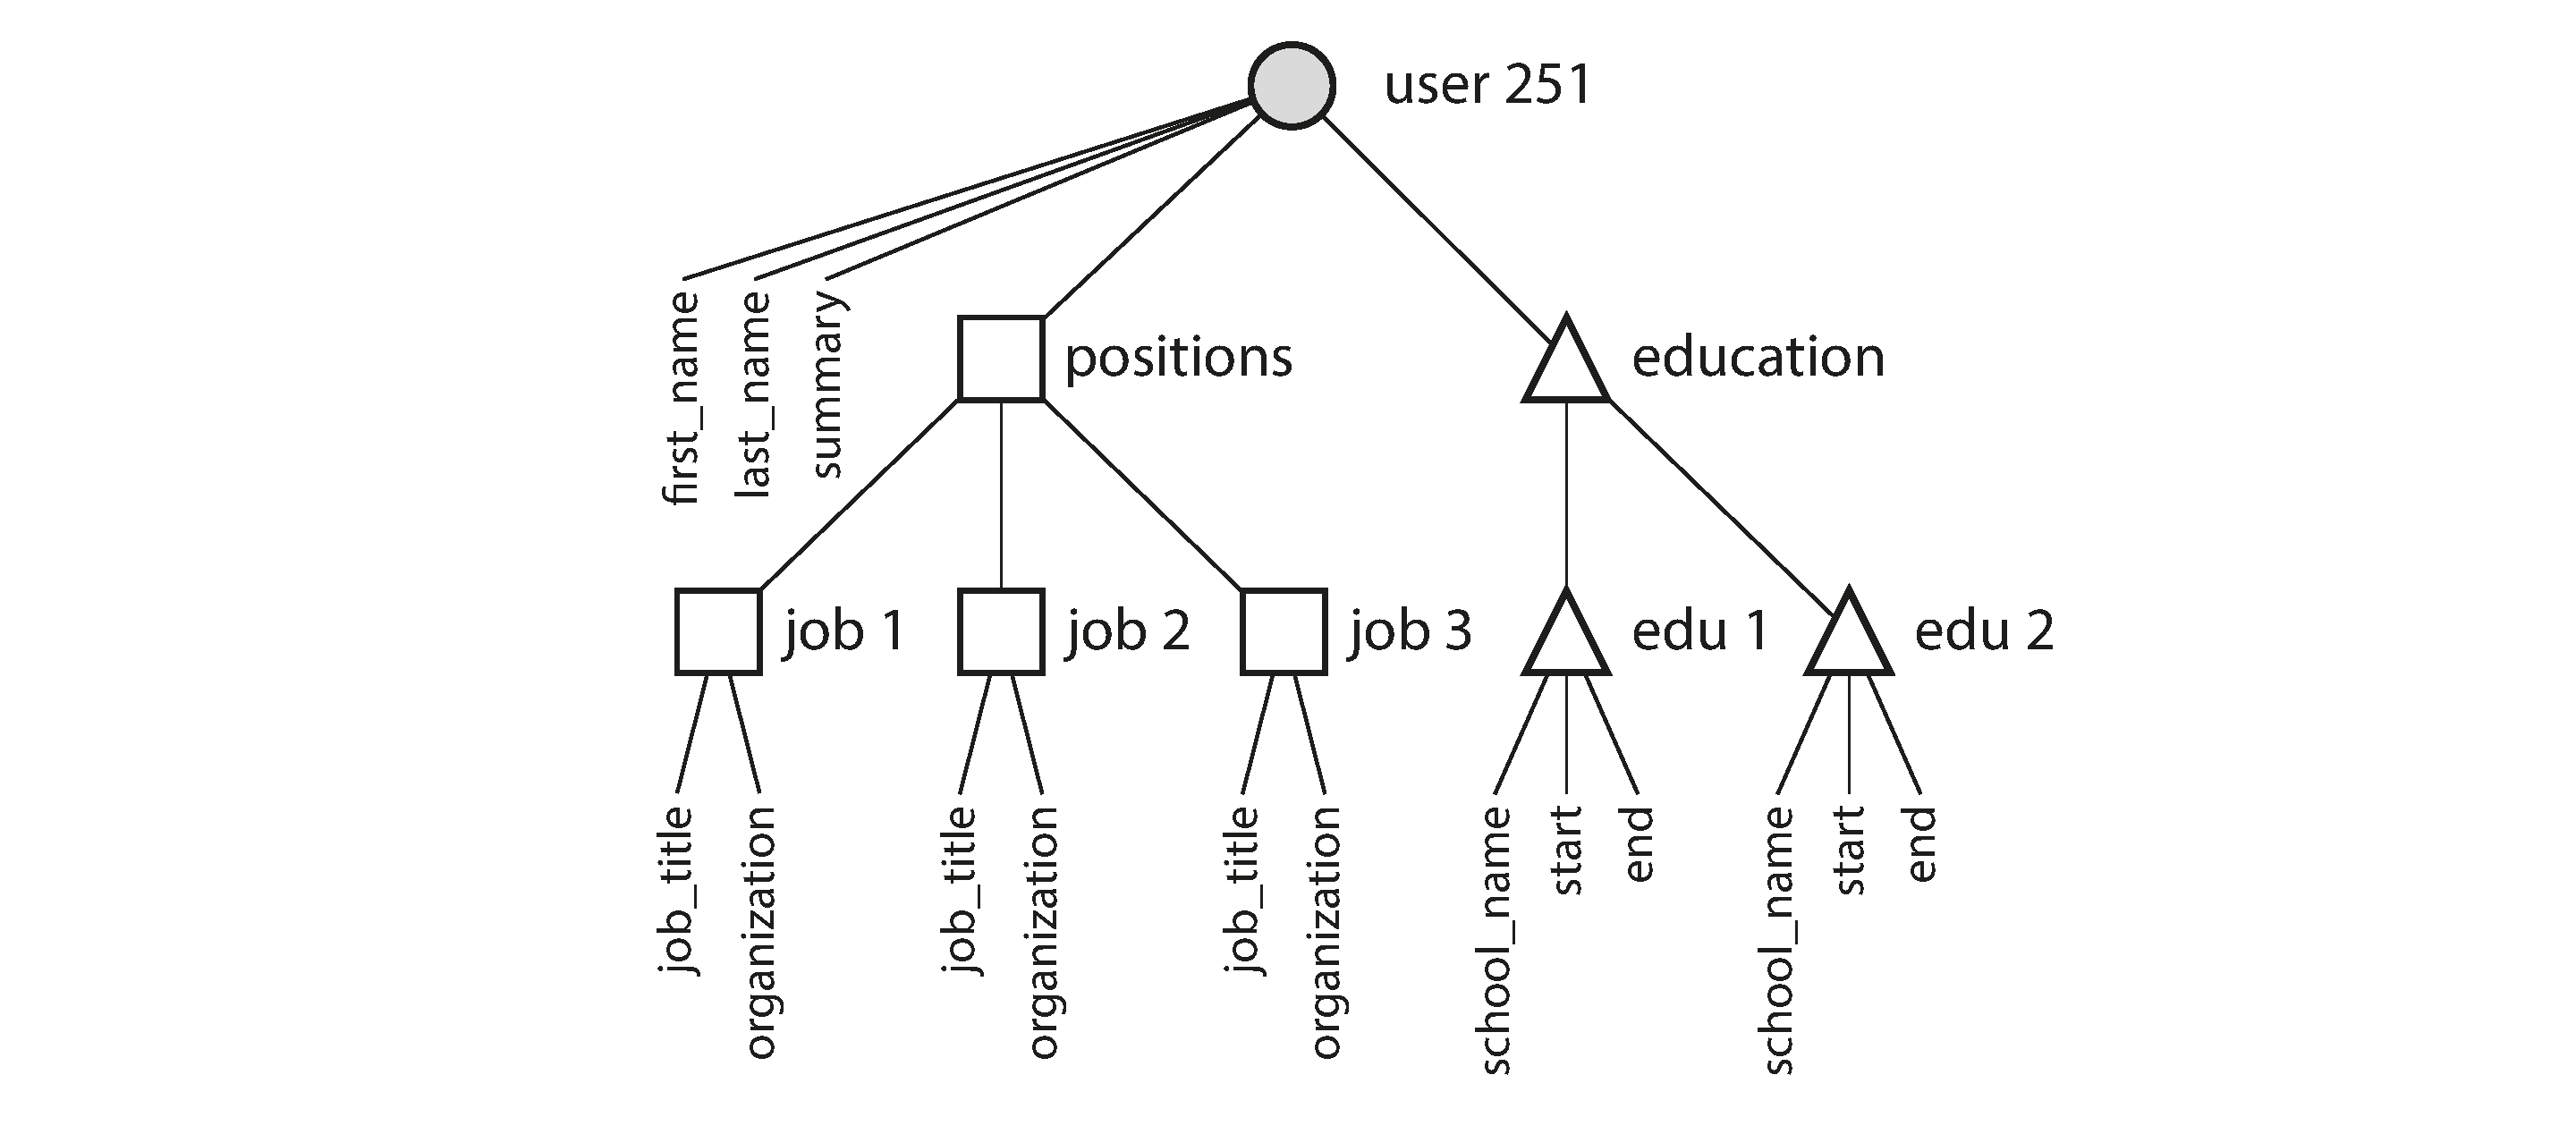 user 251
first_name
last_name
summary
positions
education
job 1
job 2
job 3
edu 1
edu 2
job_title
organization
job_title
organization
job_title
organization
school_name
start
end
school_name
start
end